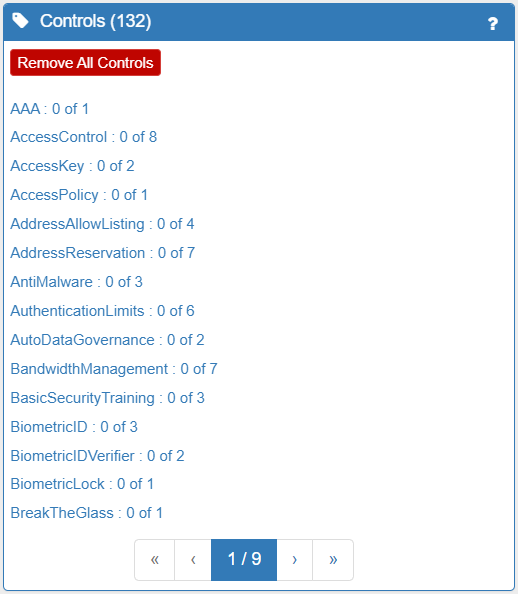 Controls (132) ?
Remove All Controls
AAA : 0 of 1
AccessControl : 0 of 8
AccessKey : 0 of 2
AccessPolicy : 0 of 1
AddressAllowListing : 0 of 4
AddressReservation : 0 of 7
AntiMalware : 0 of 3
AuthenticationLimits : 0 of 6
AutoDataGovernance : 0 of 2
BandwidthManagement : 0 of 7
BasicSecurityTraining : 0 of 3
BiometricID : 0 of 3
BiometricIDVerifier : 0 of 2
BiometricLock : 0 of 1
BreakTheGlass : 0 of 1
« ‹ 1 / 9 › »